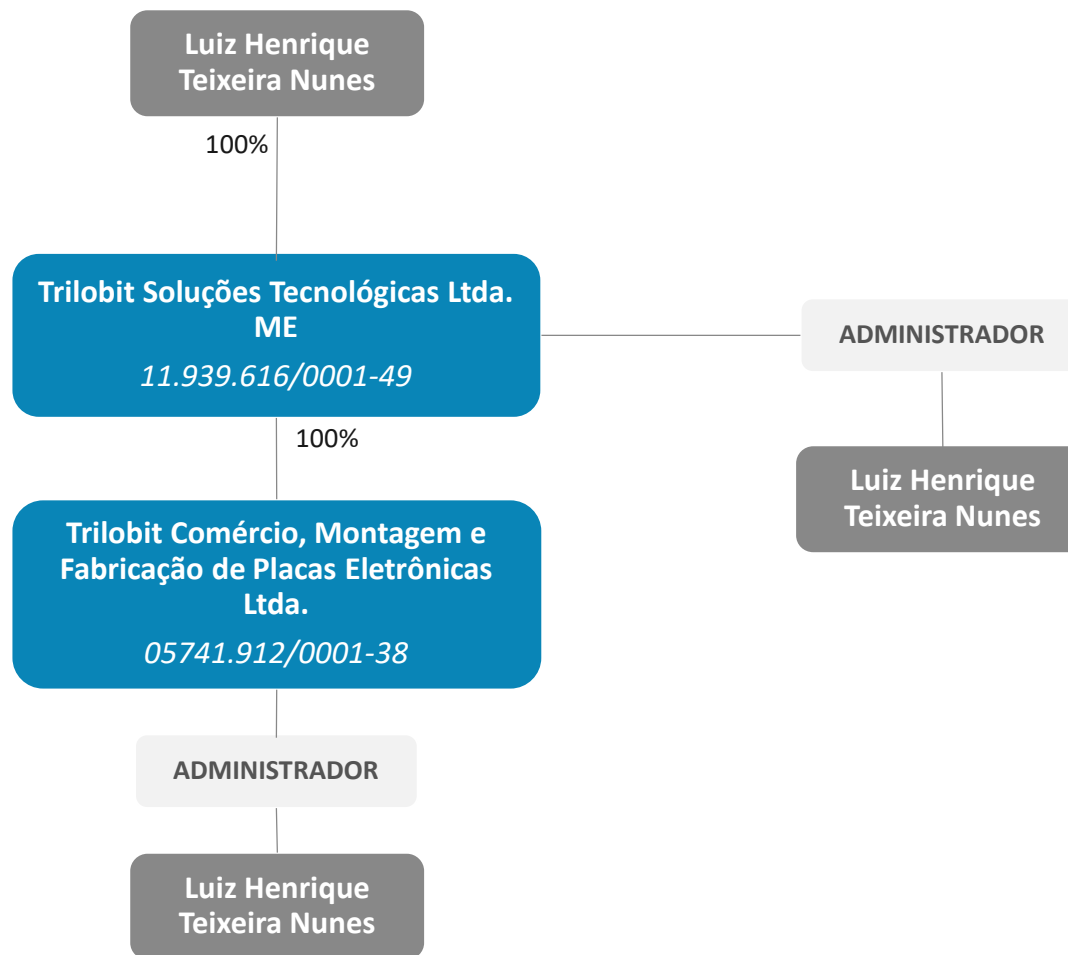 Luiz Henrique
Teixeira Nunes
100%
Trilobit Soluções Tecnológicas Ltda.
ME
11.939.616/0001-49
ADMINISTRADOR
Luiz Henrique
Teixeira Nunes
100%
Trilobit Comércio, Montagem e
Fabricação de Placas Eletrônicas
Ltda.
05741.912/0001-38
ADMINISTRADOR
Luiz Henrique
Teixeira Nunes